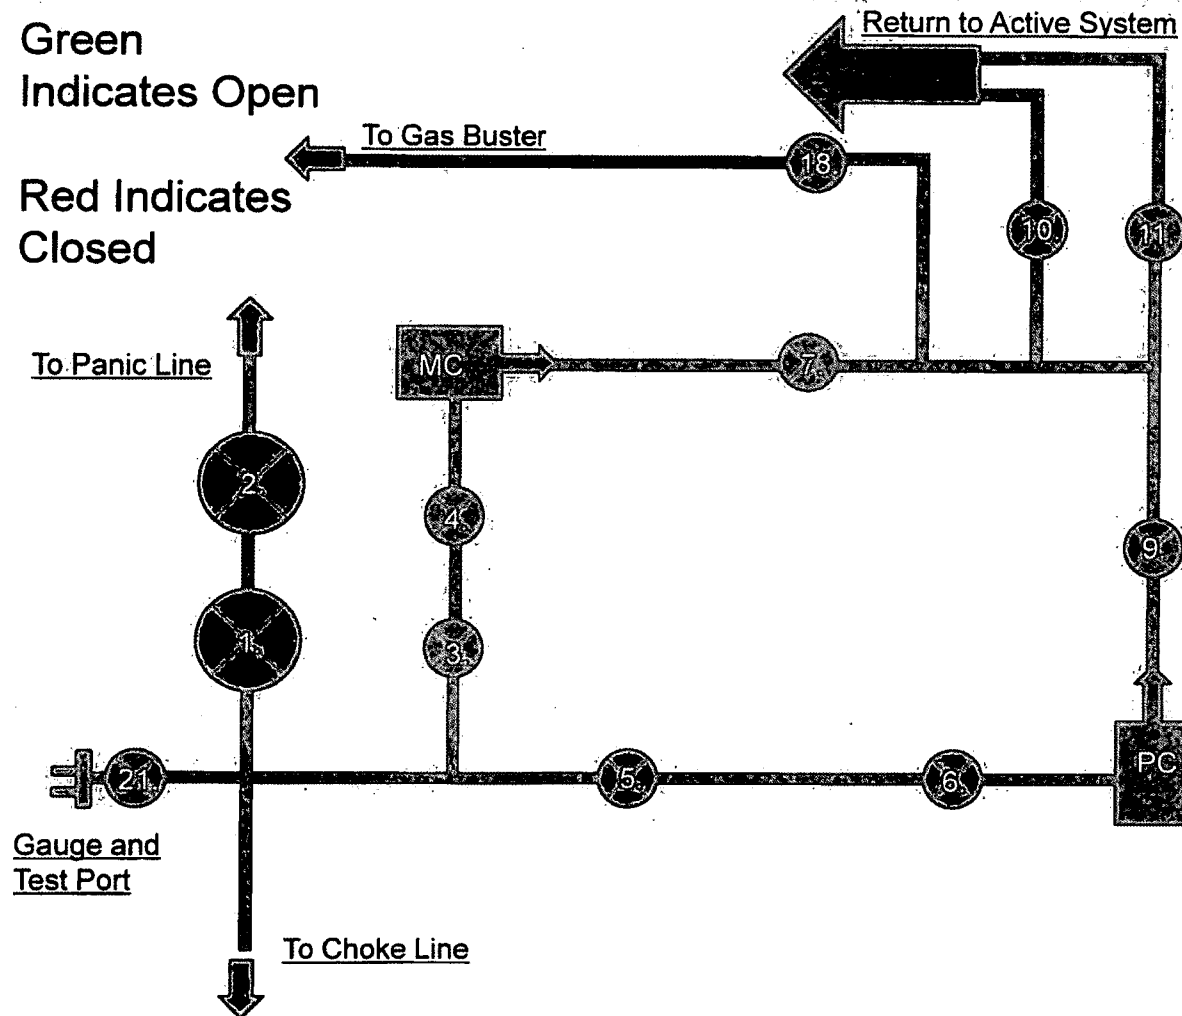 Green
Indicates Open
Return to Active System
To Gas Buster
18
Red Indicates
Closed
10
11
To Panic Line
MC
7
2
4
9
1
3
21
5
6
PC
Gauge and
Test Port
To Choke Line